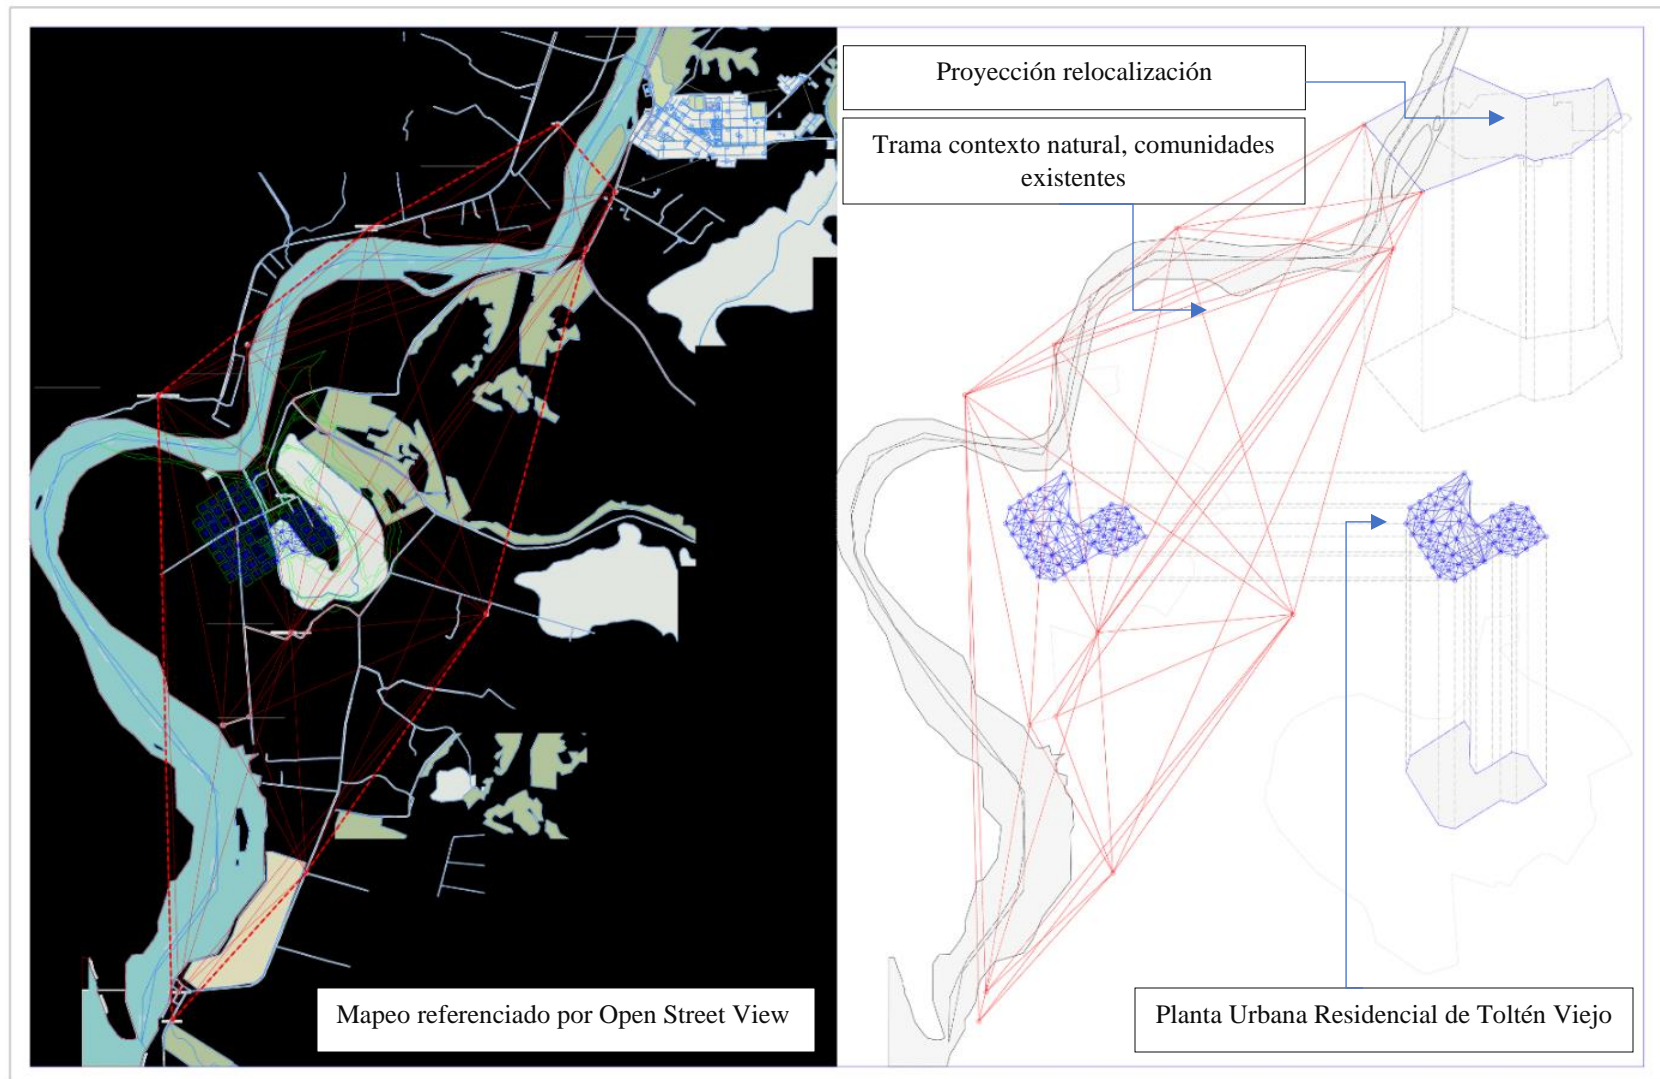 Proyección relocalización
Trama contexto natural, comunidades
existentes
Mapeo referenciado por Open Street View
Planta Urbana Residencial de Toltén Viejo